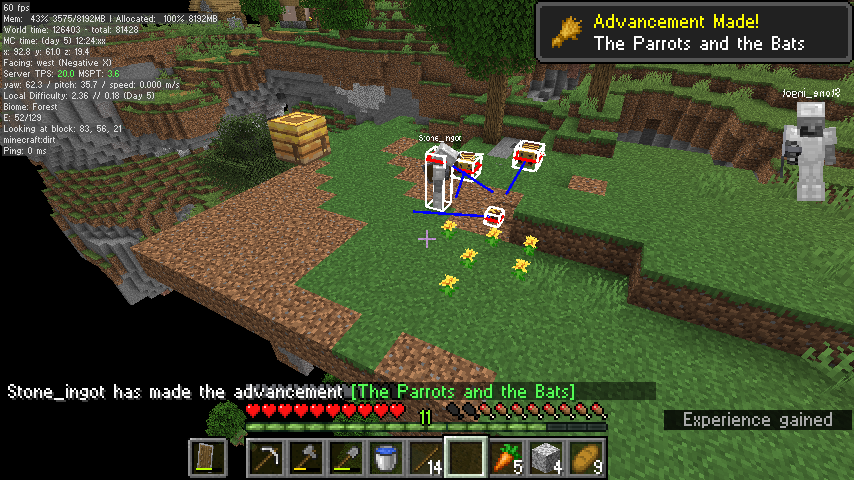 60 fps
Mem: 43% 3575/8192MB | Allocated: 100% 8192MB
World time: 126403 - total: 81428
MC time: (day 5) 12:24:xx
x: 92.8 y: 61.0 z: 19.4
Facing: west (Negative X)
Server TPS: 20.0 MSPT: 3.6
yaw: 62.3 / pitch: 35.7 / speed: 0.000 m/s
Local Difficulty: 2.36 // 0.18 (Day 5)
Biome: Forest
E: 52/129
Looking at block: 83, 56, 21
minecraft:dirt
Ping: 0 ms
Advancement Made!
The Parrots and the Bats
Stone_ingot
Stone_ingot
Stone_ingot has made the advancement [The Parrots and the Bats]
Experience gained
11
14
5
4
9